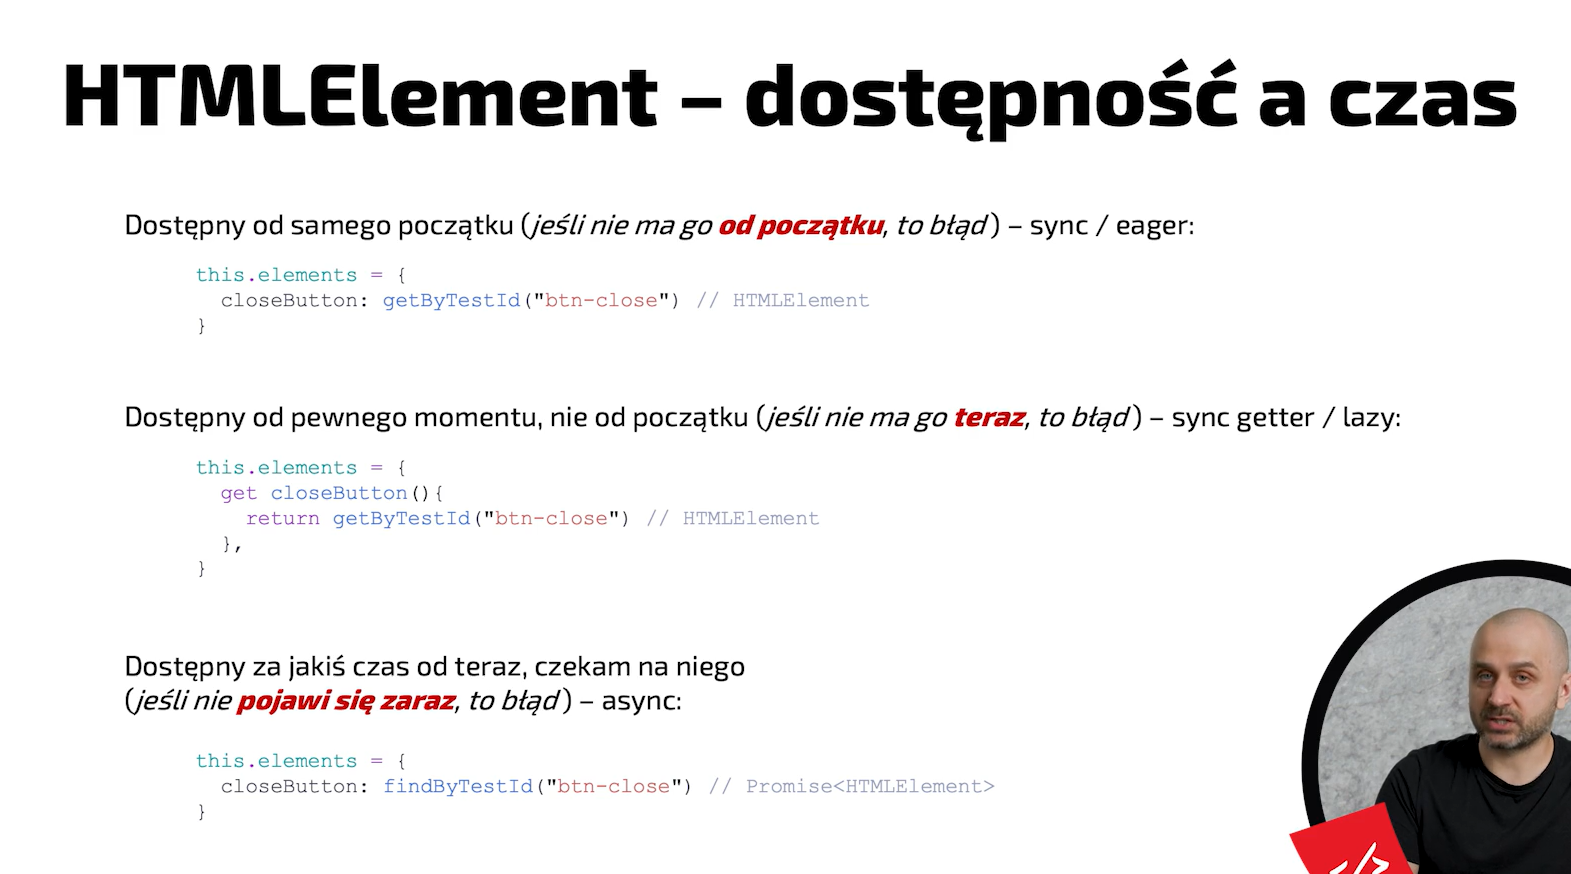 HTMLElement – dostępność a czas
Dostępny od samego początku (jeśli nie ma go od początku, to błąd) – sync / eager:
this.elements = {
closeButton: getByTestId("btn-close") // HTMLElement
}
Dostępny od pewnego momentu, nie od początku (jeśli nie ma go teraz, to błąd) – sync getter / lazy:
this.elements = {
get closeButton(){
return getByTestId("btn-close") // HTMLElement
},
}
Dostępny za jakiś czas od teraz, czekam na niego
(jeśli nie pojawi się zaraz, to błąd) – async:
this.elements = {
closeButton: findByTestId("btn-close") // Promise<HTMLElement>
}
<//>